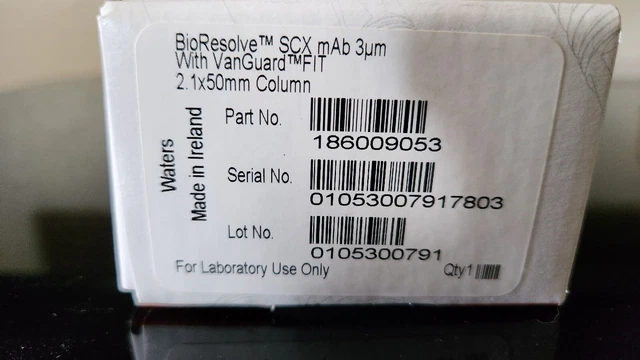 BioResolve™ SCX mAb 3µm
With VanGuard™FIT
2.1x50mm Column
Waters
Made in Ireland
Part No.
186009053
Serial No.
01053007917803
Lot No.
0105300791
For Laboratory Use Only
Qty1